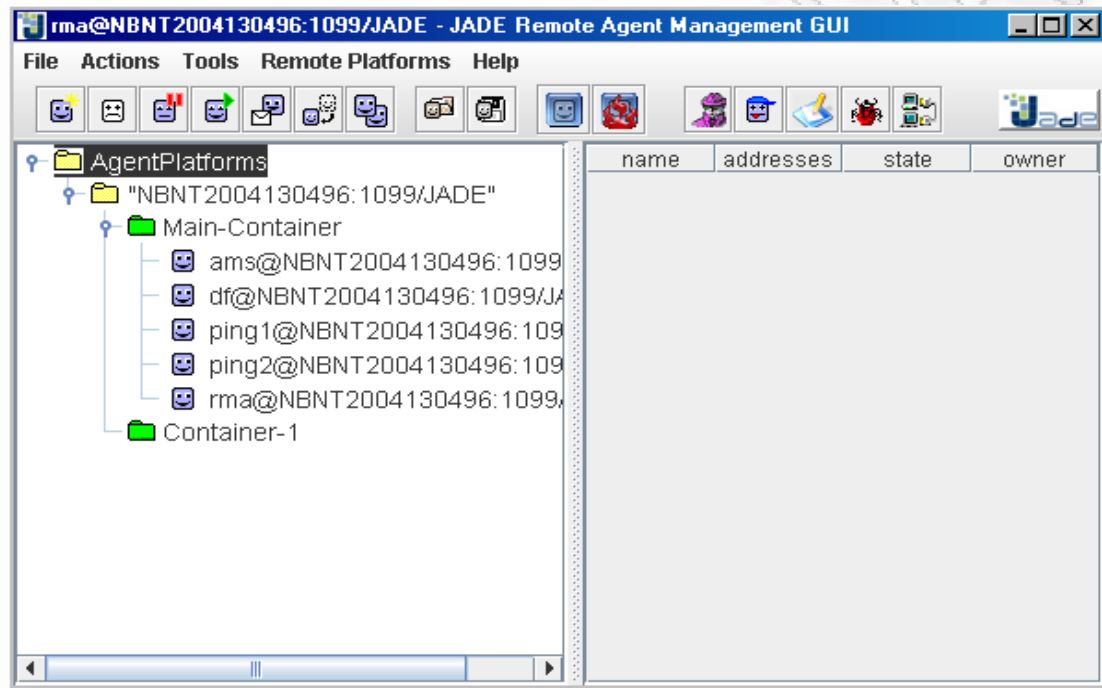 rma@NBNT2004130496:1099/JADE - JADE Remote Agent Management GUI
File Actions Tools Remote Platforms Help
Jade
name addresses state owner
AgentPlatforms
"NBNT2004130496:1099/JADE"
Main-Container
ams@NBNT2004130496:1099
df@NBNT2004130496:1099/JA
ping1@NBNT2004130496:109
ping2@NBNT2004130496:109
rma@NBNT2004130496:1099/
Container-1